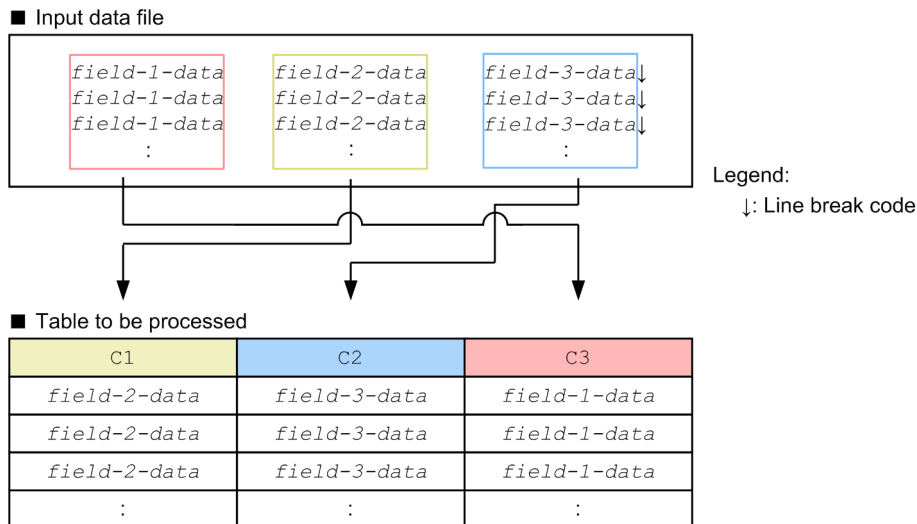 ■ Input data file
field-1-data field-2-data field-3-data↓
field-1-data field-2-data field-3-data↓
field-1-data field-2-data field-3-data↓
: : :
Legend:
↓: Line break code
■ Table to be processed
C1 C2 C3
field-2-data field-3-data field-1-data
field-2-data field-3-data field-1-data
field-2-data field-3-data field-1-data
: : :